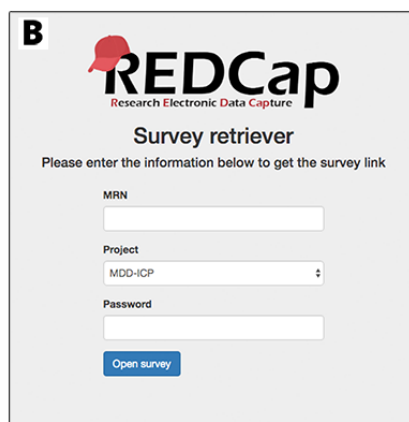 B
REDCap
Research Electronic Data Capture
Survey retriever
Please enter the information below to get the survey link
MRN
Project
MDD-ICP
Password
Open survey